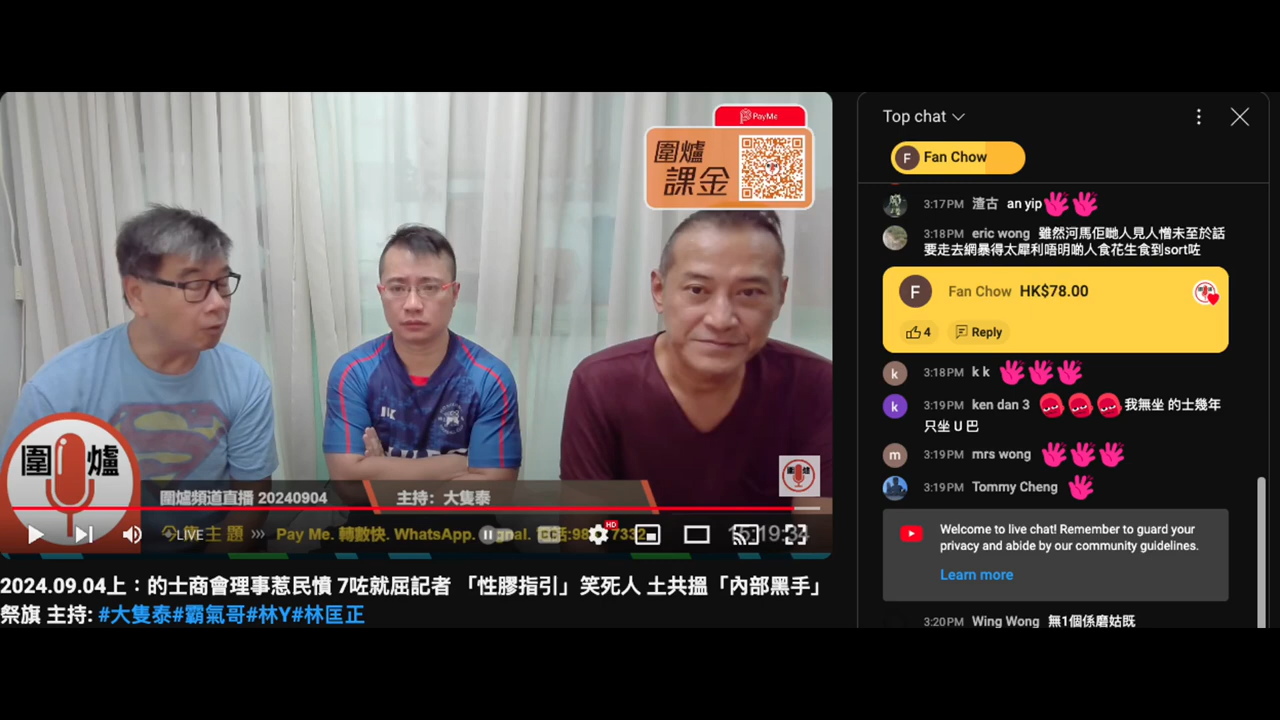 PayMe
圍爐
課金
圍爐
圍爐頻道直播 20240904
主持：大隻泰
LIVE
主題
Pay Me. 轉數快. WhatsApp.
HD
2024.09.04上：的士商會理事惹民憤 7咗就屈記者 「性膠指引」笑死人 土共搵「內部黑手」
祭旗 主持: #大隻泰#霸氣哥#林Y#林匡正
Top chat
F Fan Chow
3:17PM 渣古 an yip
3:18PM eric wong 雖然河馬佢哋人見人憎未至於話
要走去網暴得太犀利唔明啲人食花生食到sort咗
F Fan Chow HK$78.00
4 Reply
k 3:18PM k k
k 3:19PM ken dan 3 我無坐 的士幾年
只坐 U 巴
m 3:19PM mrs wong
3:19PM Tommy Cheng
Welcome to live chat! Remember to guard your
privacy and abide by our community guidelines.
Learn more
3:20PM Wing Wong 無1個係磨姑既